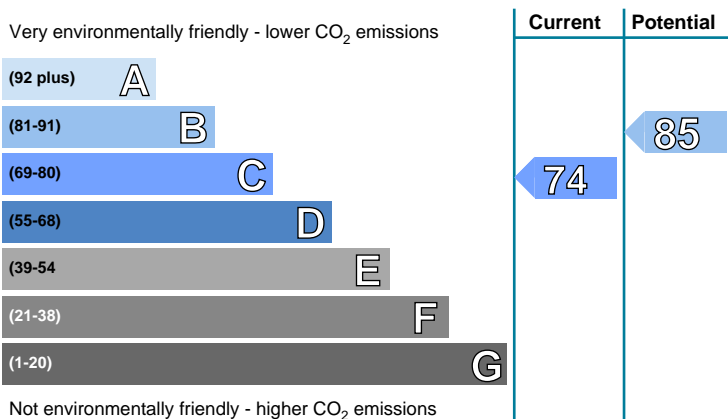 Very environmentally friendly - lower CO2 emissions
Current
Potential
(92 plus) A
(81-91) B
85
(69-80) C
74
(55-68) D
(39-54 E
(21-38) F
(1-20) G
Not environmentally friendly - higher CO2 emissions